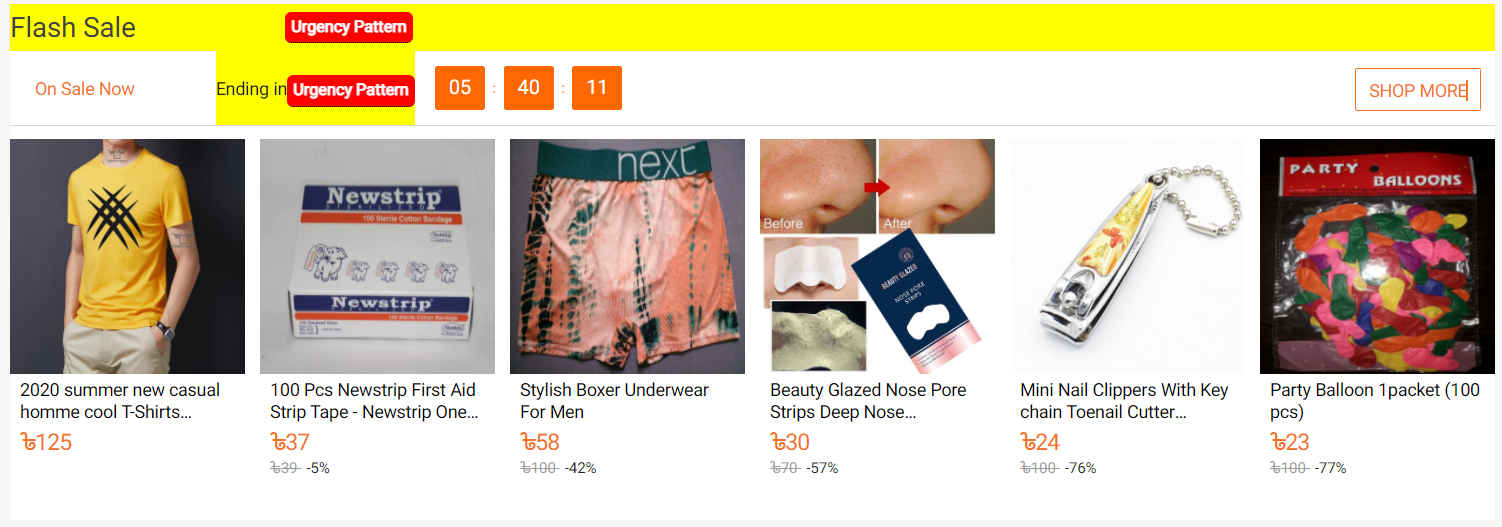 Flash Sale Urgency Pattern
On Sale Now Ending in Urgency Pattern 05 : 40 : 11 SHOP MORE
Newstrip
STERILIZED
100 Sterile Cotton Bandage
Newstrip
next
Before After
BEAUTY GLAZED
NOSE PORE
STRIPS
PARTY
BALLOONS
2020 summer new casual
homme cool T-Shirts...
৳125
100 Pcs Newstrip First Aid
Strip Tape - Newstrip One...
৳37
৳39 -5%
Stylish Boxer Underwear
For Men
৳58
৳100 -42%
Beauty Glazed Nose Pore
Strips Deep Nose...
৳30
৳70 -57%
Mini Nail Clippers With Key
chain Toenail Cutter...
৳24
৳100 -76%
Party Balloon 1packet (100
pcs)
৳23
৳100 -77%